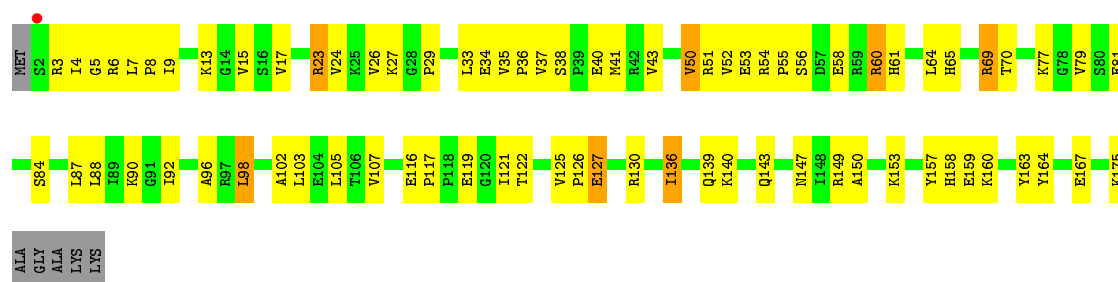 MET S2 R3 I4 G5 R6 L7 P8 I9 K13 G14 V15 S16 V17 R23 V24 K25 V26 K27 G28 P29 L33 E34 V35 P36 V37 S38 P39 E40 M41 R42 V43 V50 R51 V52 E53 R54 P55 S56 D57 E58 R59 R60 H61 L64 H65 R69 T70 K77 G78 V79 S80
S84 L87 L88 I89 K90 G91 I92 A96 R97 L98 A102 L103 E104 L105 T106 V107 E116 P117 P118 E119 G120 I121 T122 V125 P126 E127 R130 I136 Q139 K140 Q143 N147 I148 R149 A150 K153 Y157 H158 E159 K160 Y163 Y164 E167
ALA GLY ALA LYS LYS